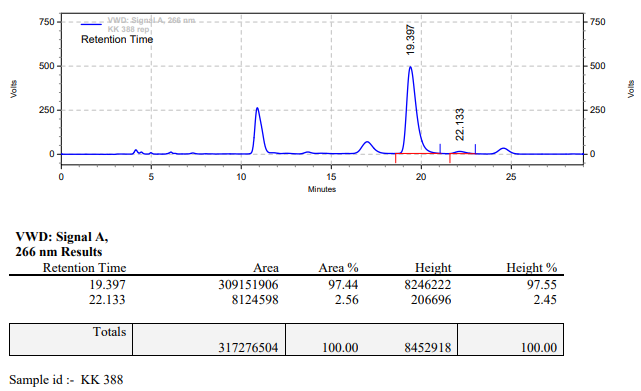 VWD: Signal A, 266 nm
KK 388 rep
Retention Time
750
500
250
0
Volts
19.397
22.133
750
500
250
0
Volts
0
5
10
15
20
25
Minutes
VWD: Signal A,
266 nm Results
Retention Time Area Area % Height Height %
19.397 309151906 97.44 8246222 97.55
22.133 8124598 2.56 206696 2.45
Totals
317276504 100.00 8452918 100.00
Sample id :- KK 388